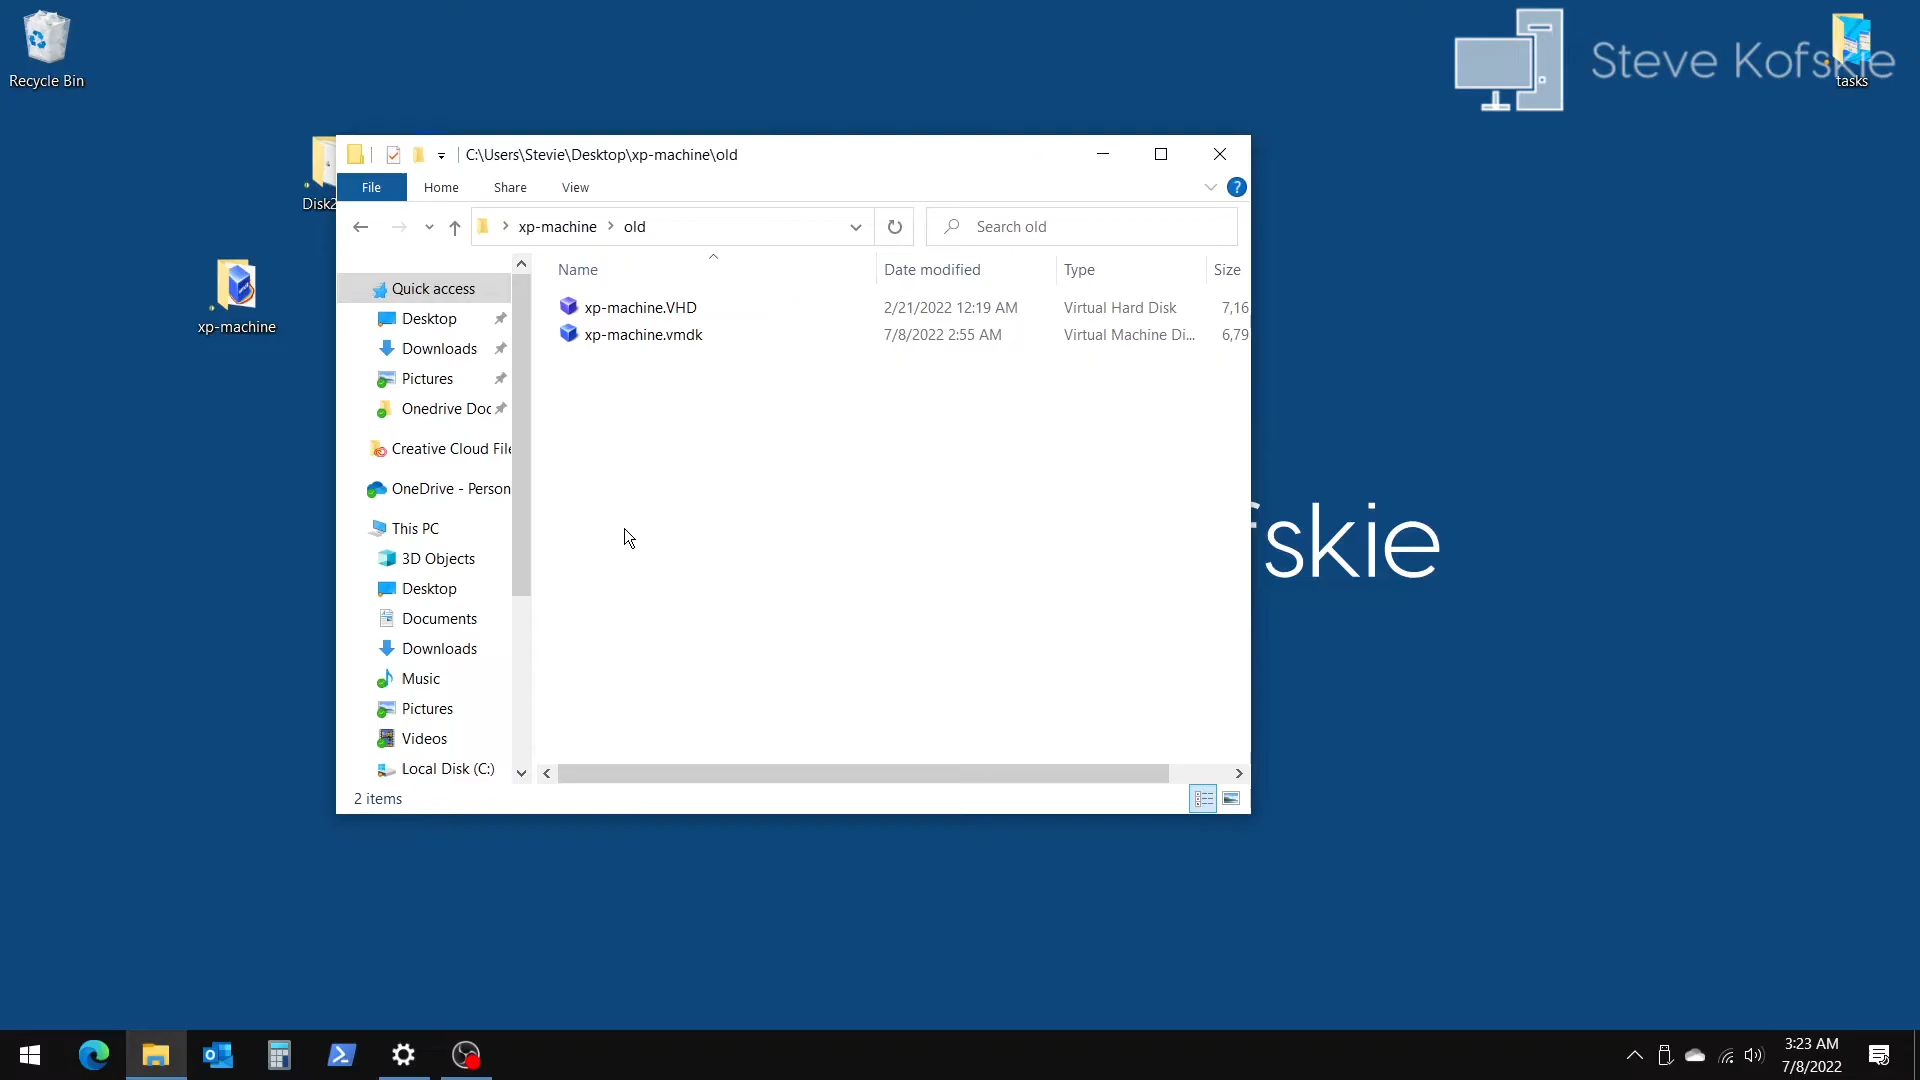 Recycle Bin
Steve Kofskie
tasks
Disk2
xp-machine
C:\Users\Stevie\Desktop\xp-machine\old
File Home Share View
xp-machine old
Search old
Name Date modified Type Size
xp-machine.VHD 2/21/2022 12:19 AM Virtual Hard Disk 7,16
xp-machine.vmdk 7/8/2022 2:55 AM Virtual Machine Di... 6,79
Quick access
Desktop
Downloads
Pictures
Onedrive Doc
Creative Cloud File
OneDrive - Person
This PC
3D Objects
Desktop
Documents
Downloads
Music
Pictures
Videos
Local Disk (C:)
2 items
fskie
3:23 AM
7/8/2022